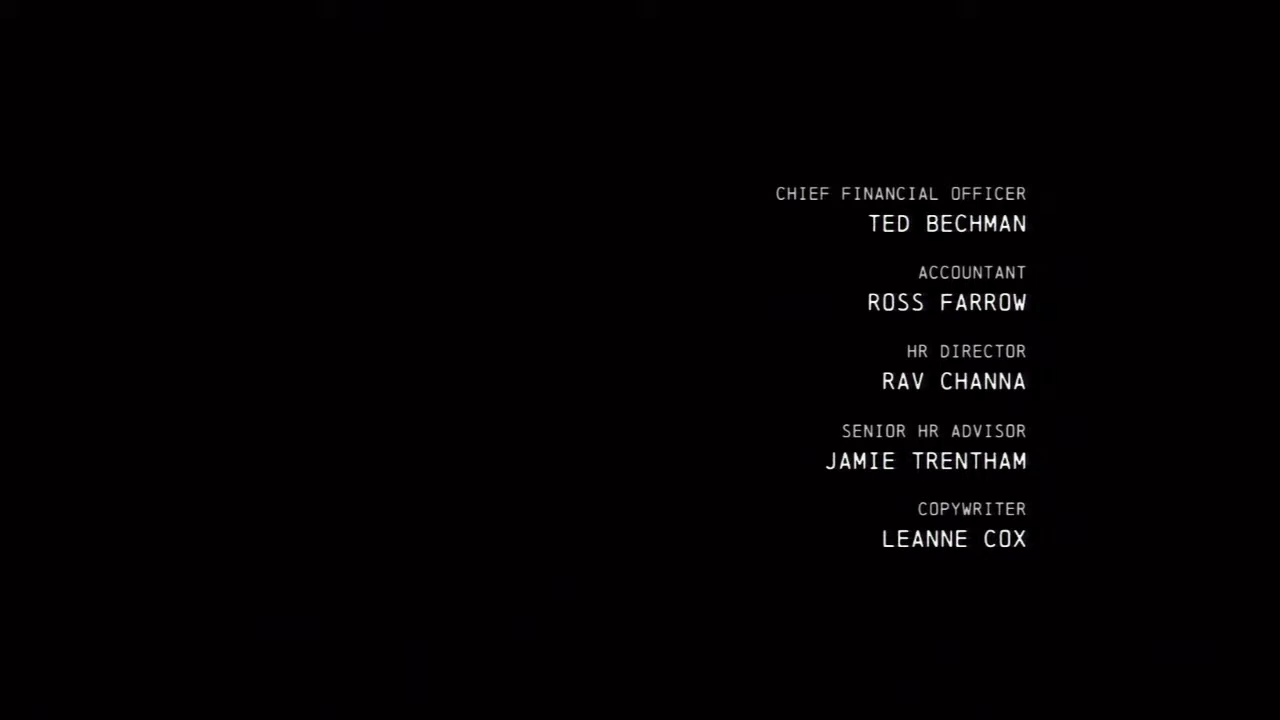 CHIEF FINANCIAL OFFICER
TED BECHMAN
ACCOUNTANT
ROSS FARROW
HR DIRECTOR
RAV CHANNA
SENIOR HR ADVISOR
JAMIE TRENTHAM
COPYWRITER
LEANNE COX